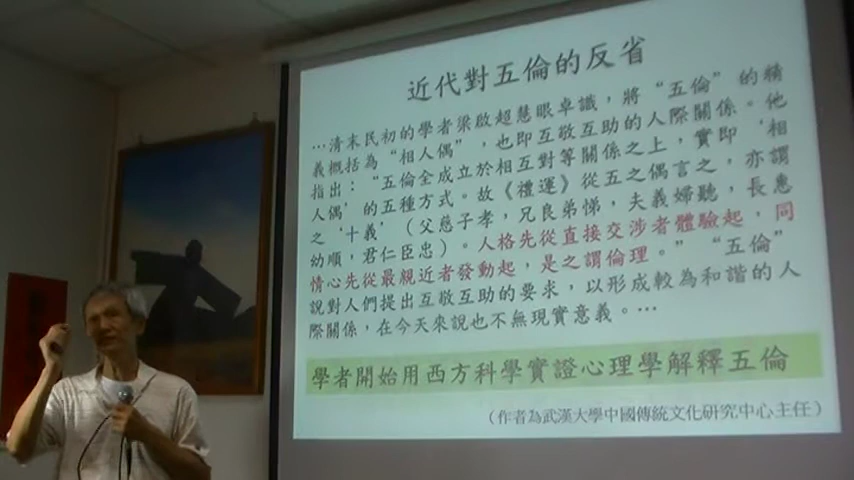 近代對五倫的反省
…清末民初的學者梁啟超慧眼卓識，將“五倫”的精
義概括為“相人偶”，也即互敬互助的人際關係。他
指出：“五倫全成立於相互對等關係之上，實即‘相
人偶’的五種方式。故《禮運》從五之偶言之，亦謂
之‘十義’（父慈子孝，兄良弟悌，夫義婦聽，長惠
幼順，君仁臣忠）。人格先從直接交涉者體驗起，同
情心先從最親近者發動起，是之謂倫理。”“五倫”
說對人們提出互敬互助的要求，以形成較為和諧的人
際關係，在今天來說也不無現實意義。…
學者開始用西方科學實證心理學解釋五倫
（作者為武漢大學中國傳統文化研究中心主任）